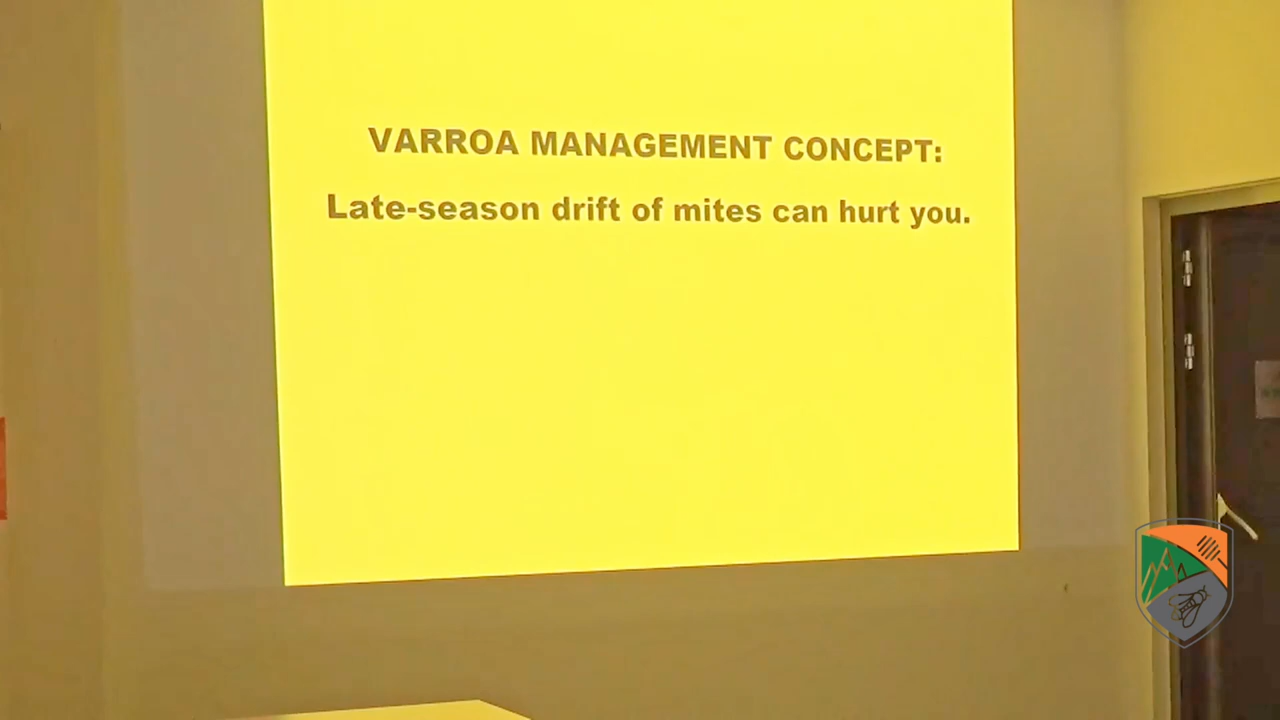 VARROA MANAGEMENT CONCEPT:
Late-season drift of mites can hurt you.